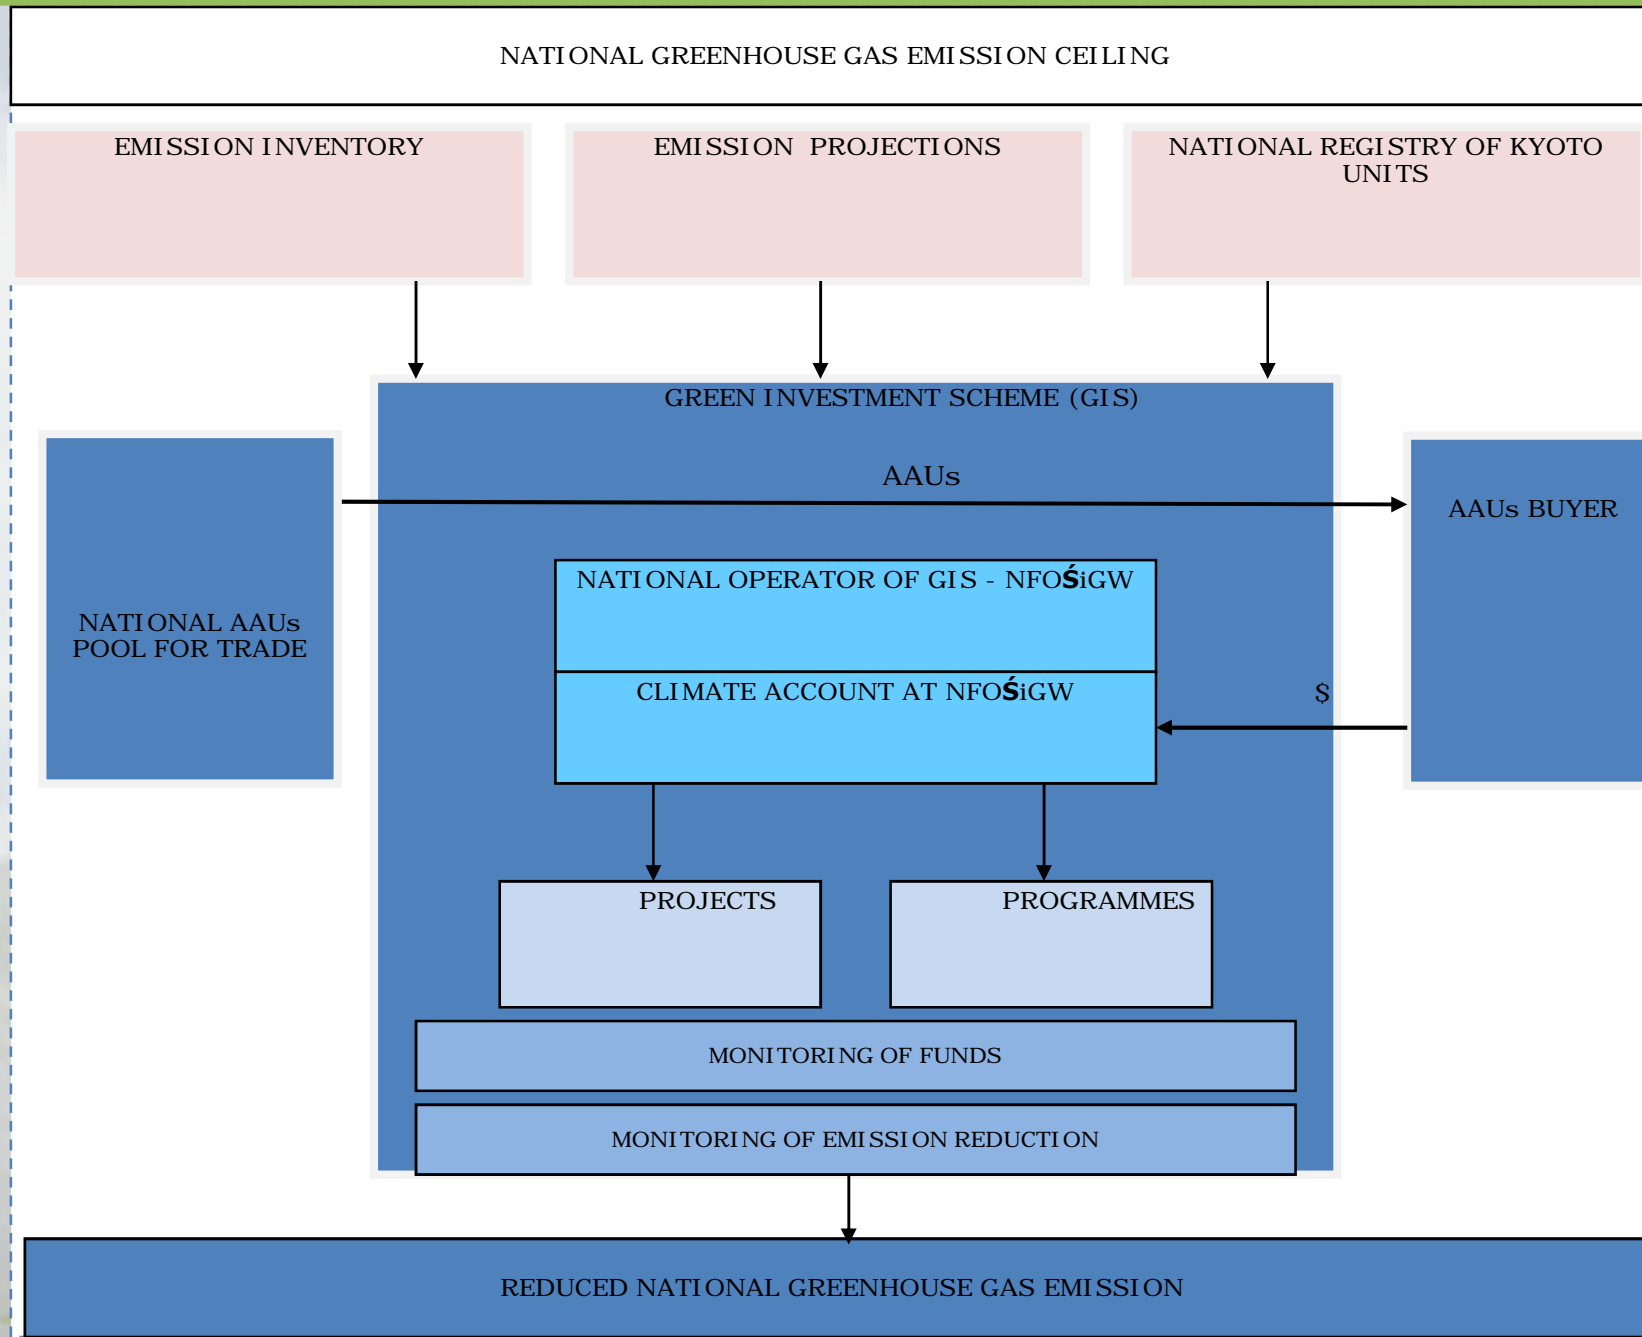 NATIONAL GREENHOUSE GAS EMISSION CEILING
EMISSION INVENTORY
EMISSION PROJECTIONS
NATIONAL REGISTRY OF KYOTO
UNITS
GREEN INVESTMENT SCHEME (GIS)
AAUs
AAUs BUYER
NATIONAL OPERATOR OF GIS - NFOŚiGW
NATIONAL AAUs
POOL FOR TRADE
CLIMATE ACCOUNT AT NFOŚiGW
$
PROJECTS
PROGRAMMES
MONITORING OF FUNDS
MONITORING OF EMISSION REDUCTION
REDUCED NATIONAL GREENHOUSE GAS EMISSION